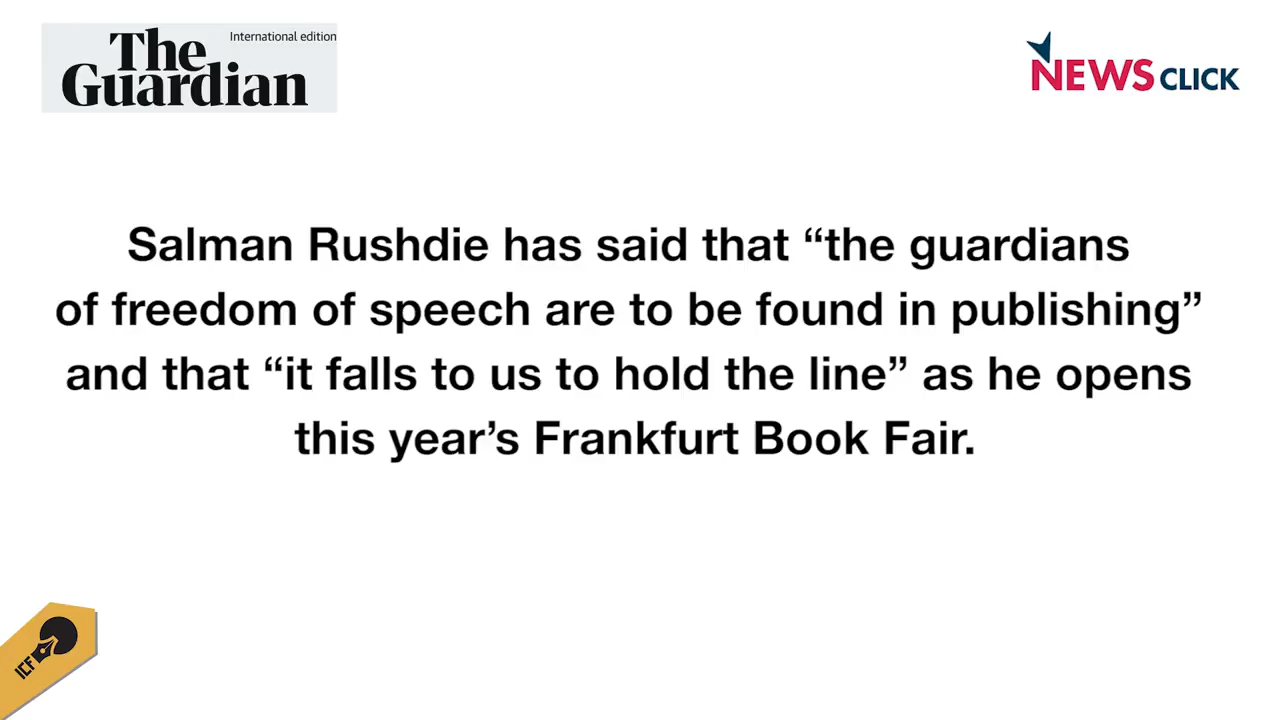 The
Guardian
International edition
NEWSCLICK
Salman Rushdie has said that “the guardians
of freedom of speech are to be found in publishing”
and that “it falls to us to hold the line” as he opens
this year’s Frankfurt Book Fair.
ICF